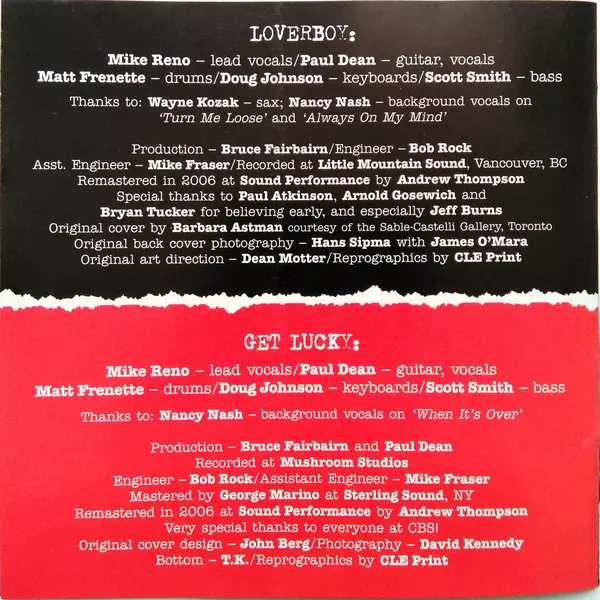 LOVERBOY:
Mike Reno – lead vocals/Paul Dean – guitar, vocals
Matt Frenette – drums/Doug Johnson – keyboards/Scott Smith – bass
Thanks to: Wayne Kozak – sax; Nancy Nash – background vocals on
‘Turn Me Loose’ and ‘Always On My Mind’
Production – Bruce Fairbairn/Engineer – Bob Rock
Asst. Engineer – Mike Fraser/Recorded at Little Mountain Sound, Vancouver, BC
Remastered in 2006 at Sound Performance by Andrew Thompson
Special thanks to Paul Atkinson, Arnold Gosewich and
Bryan Tucker for believing early, and especially Jeff Burns
Original cover by Barbara Astman courtesy of the Sable-Castelli Gallery, Toronto
Original back cover photography – Hans Sipma with James O’Mara
Original art direction – Dean Motter/Reprographics by CLE Print
GET LUCKY:
Mike Reno – lead vocals/Paul Dean – guitar, vocals
Matt Frenette – drums/Doug Johnson – keyboards/Scott Smith – bass
Thanks to: Nancy Nash – background vocals on ‘When It’s Over’
Production – Bruce Fairbairn and Paul Dean
Recorded at Mushroom Studios
Engineer – Bob Rock/Assistant Engineer – Mike Fraser
Mastered by George Marino at Sterling Sound, NY
Remastered in 2006 at Sound Performance by Andrew Thompson
Very special thanks to everyone at CBS!
Original cover design – John Berg/Photography – David Kennedy
Bottom – T.K./Reprographics by CLE Print